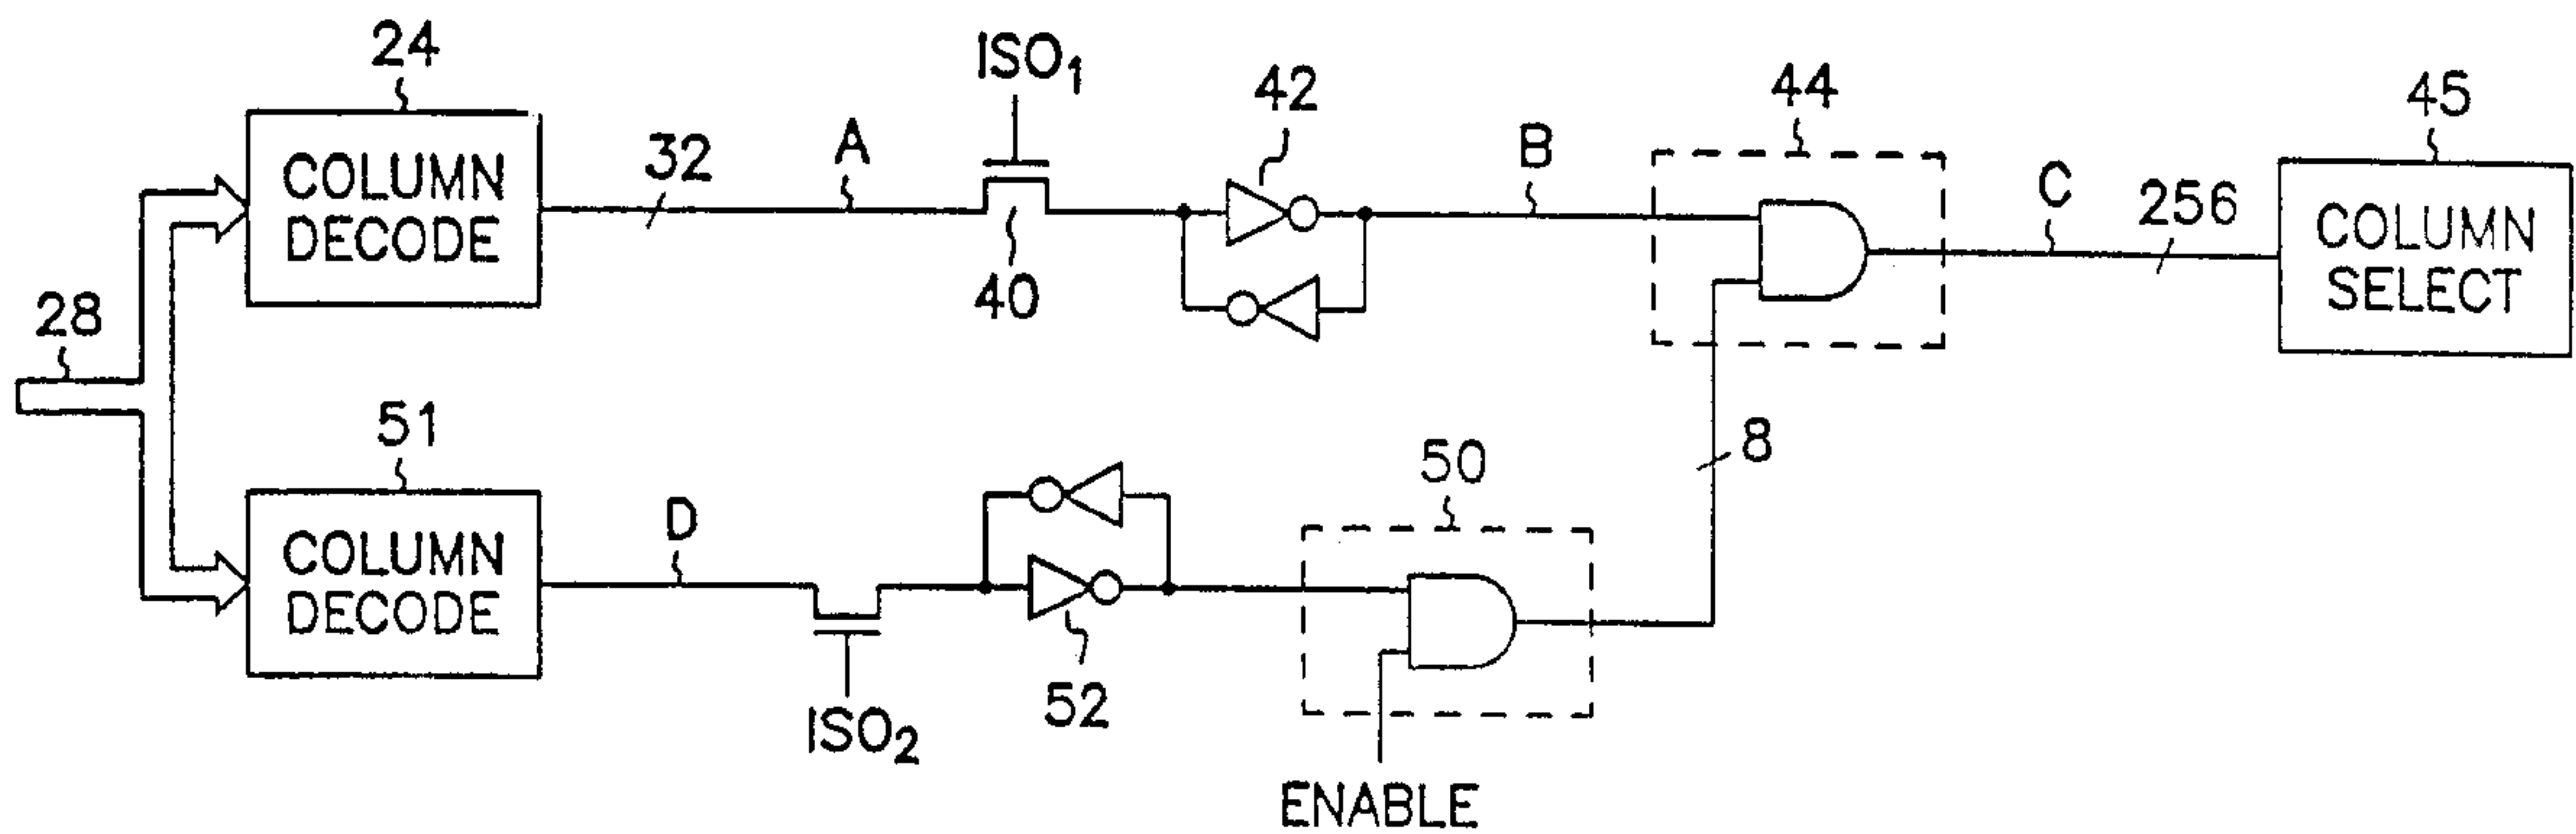 24
COLUMN
DECODE
32
A
ISO1
40
42
B
44
C
256
45
COLUMN
SELECT
28
51
COLUMN
DECODE
D
ISO2
52
50
ENABLE
8